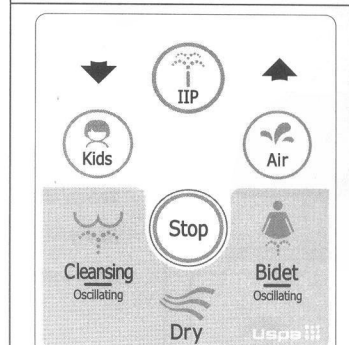 IIP
Kids
Air
Stop
Cleansing
Oscillating
Bidet
Oscillating
Dry
Uspa